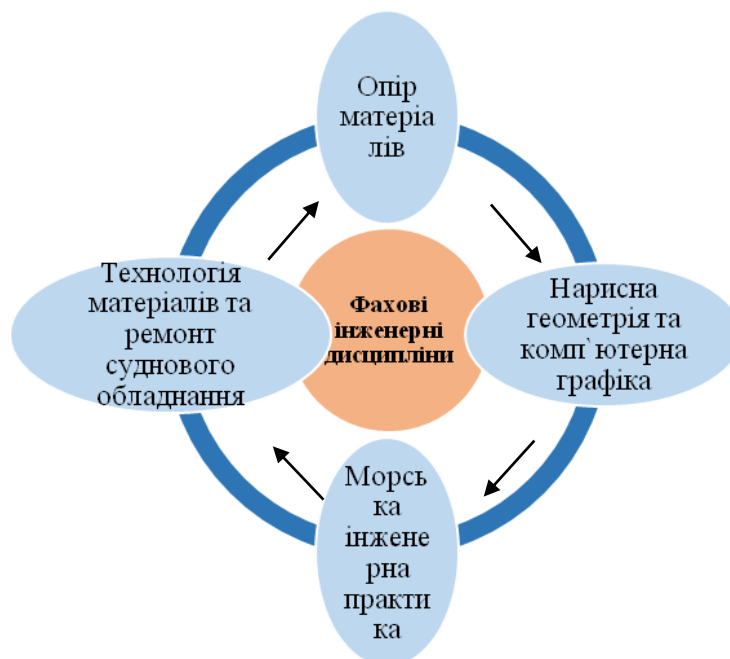 Опір
матеріа
лів
Технологія
матеріалів та
ремонт
суднового
обладнання
Фахові
інженерні
дисципліни
Нарисна
геометрія та
комп`ютерна
графіка
Морсь
ка
інжене
рна
практи
ка